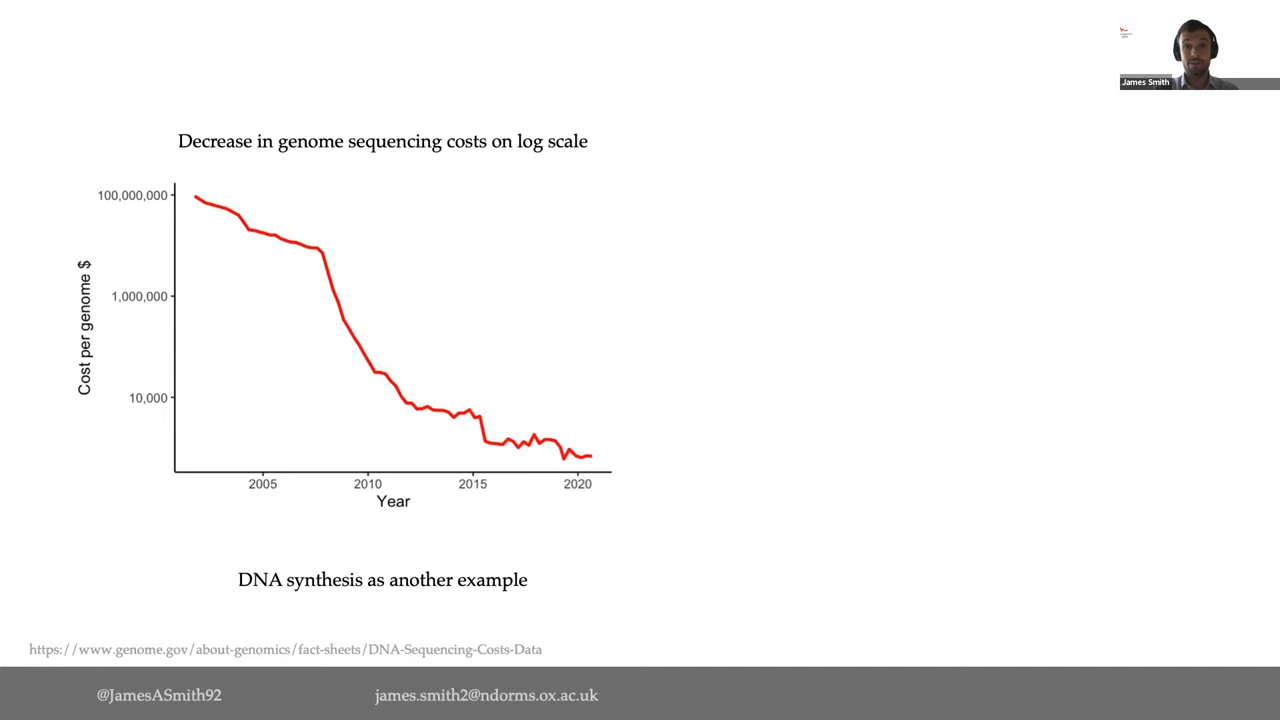 James Smith
Decrease in genome sequencing costs on log scale
100,000,000
1,000,000
10,000
Cost per genome $
2005 2010 2015 2020
Year
DNA synthesis as another example
https://www.genome.gov/about-genomics/fact-sheets/DNA-Sequencing-Costs-Data
@JamesASmith92 james.smith2@ndorms.ox.ac.uk